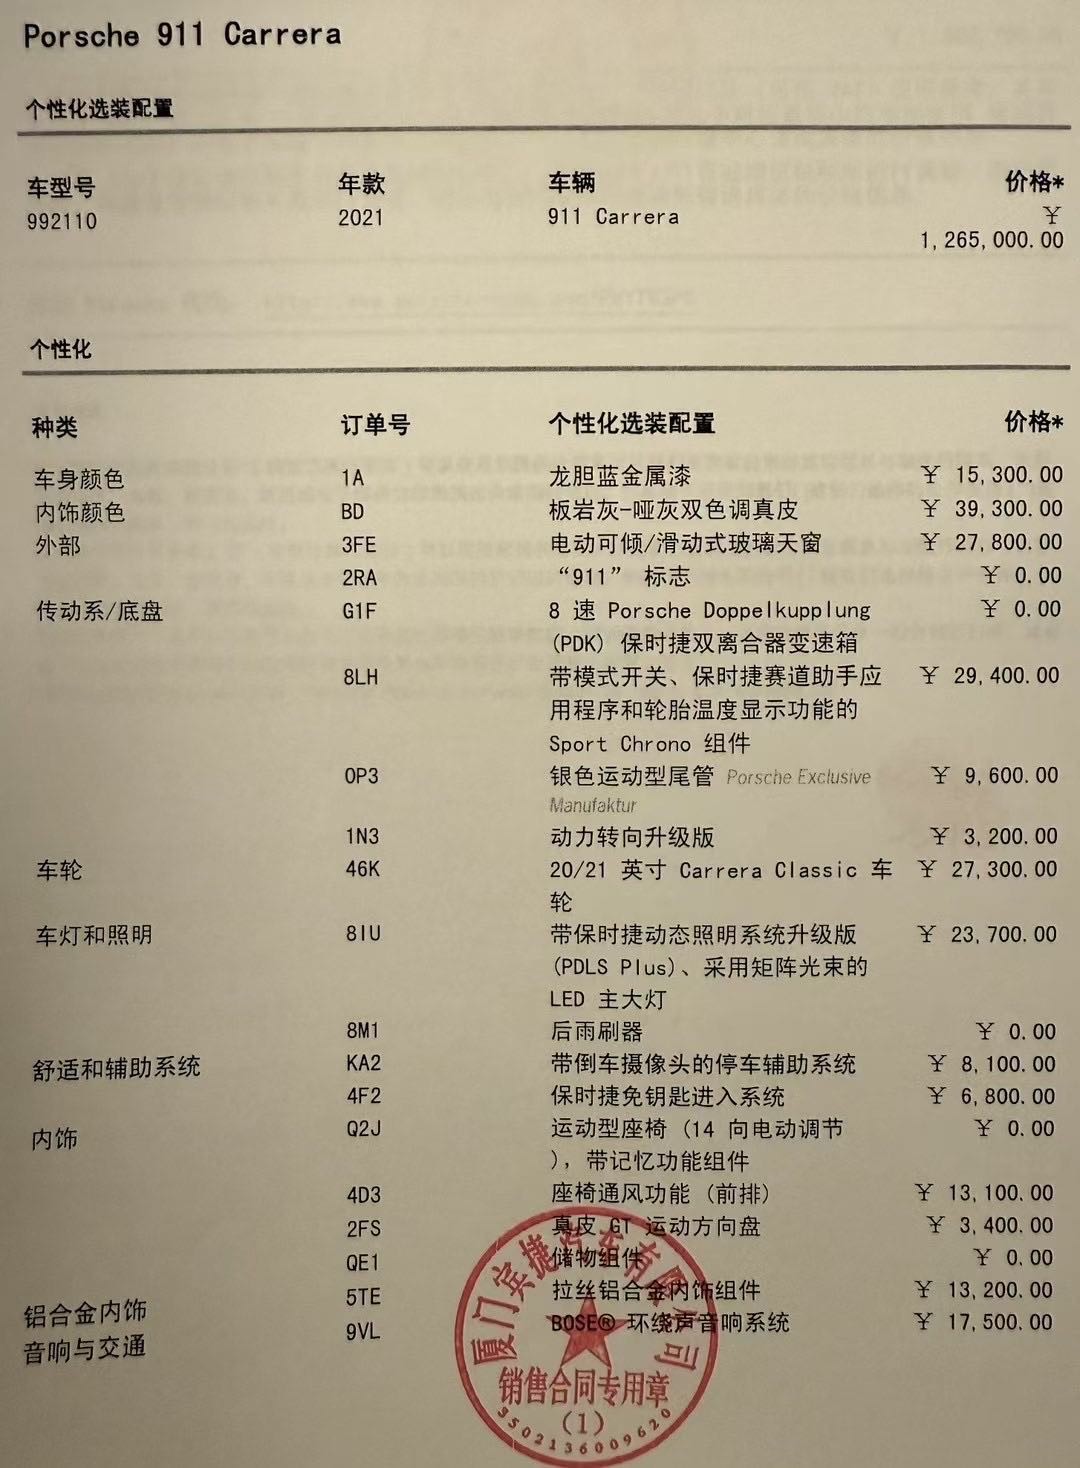 Porsche 911 Carrera
个性化选装配置
车型号 年款 车辆 价格*
992110 2021 911 Carrera ¥
1,265,000.00
个性化
种类 订单号 个性化选装配置 价格*
车身颜色 1A 龙胆蓝金属漆 ¥ 15,300.00
内饰颜色 BD 板岩灰-哑灰双色调真皮 ¥ 39,300.00
外部 3FE 电动可倾/滑动式玻璃天窗 ¥ 27,800.00
2RA “911” 标志 ¥ 0.00
传动系/底盘 G1F 8 速 Porsche Doppelkupplung ¥ 0.00
(PDK) 保时捷双离合器变速箱
8LH 带模式开关、保时捷赛道助手应 ¥ 29,400.00
用程序和轮胎温度显示功能的
Sport Chrono 组件
0P3 银色运动型尾管 Porsche Exclusive ¥ 9,600.00
Manufaktur
1N3 动力转向升级版 ¥ 3,200.00
车轮 46K 20/21 英寸 Carrera Classic 车 ¥ 27,300.00
轮
车灯和照明 8IU 带保时捷动态照明系统升级版 ¥ 23,700.00
(PDLS Plus)、采用矩阵光束的
LED 主大灯
8M1 后雨刷器 ¥ 0.00
舒适和辅助系统 KA2 带倒车摄像头的停车辅助系统 ¥ 8,100.00
4F2 保时捷免钥匙进入系统 ¥ 6,800.00
内饰 Q2J 运动型座椅 (14 向电动调节 ¥ 0.00
), 带记忆功能组件
4D3 座椅通风功能 (前排) ¥ 13,100.00
2FS 真皮 GT 运动方向盘 ¥ 3,400.00
QE1 储物组件 ¥ 0.00
铝合金内饰 5TE 拉丝铝合金内饰组件 ¥ 13,200.00
音响与交通 9VL BOSE® 环绕声音响系统 ¥ 17,500.00
厦门宾捷汽车有限公司
销售合同专用章
(1)
3502136009620